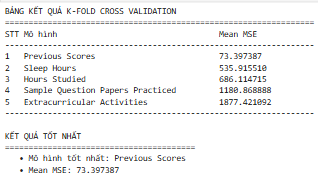 BẢNG KẾT QUẢ K-FOLD CROSS VALIDATION
============================================================
STT Mô hình Mean MSE
------------------------------------------------------------
1 Previous Scores 73.397387
2 Sleep Hours 535.915510
3 Hours Studied 686.114715
4 Sample Question Papers Practiced 1180.868888
5 Extracurricular Activities 1877.421092
------------------------------------------------------------
KẾT QUẢ TỐT NHẤT
========================================
• Mô hình tốt nhất: Previous Scores
• Mean MSE: 73.397387